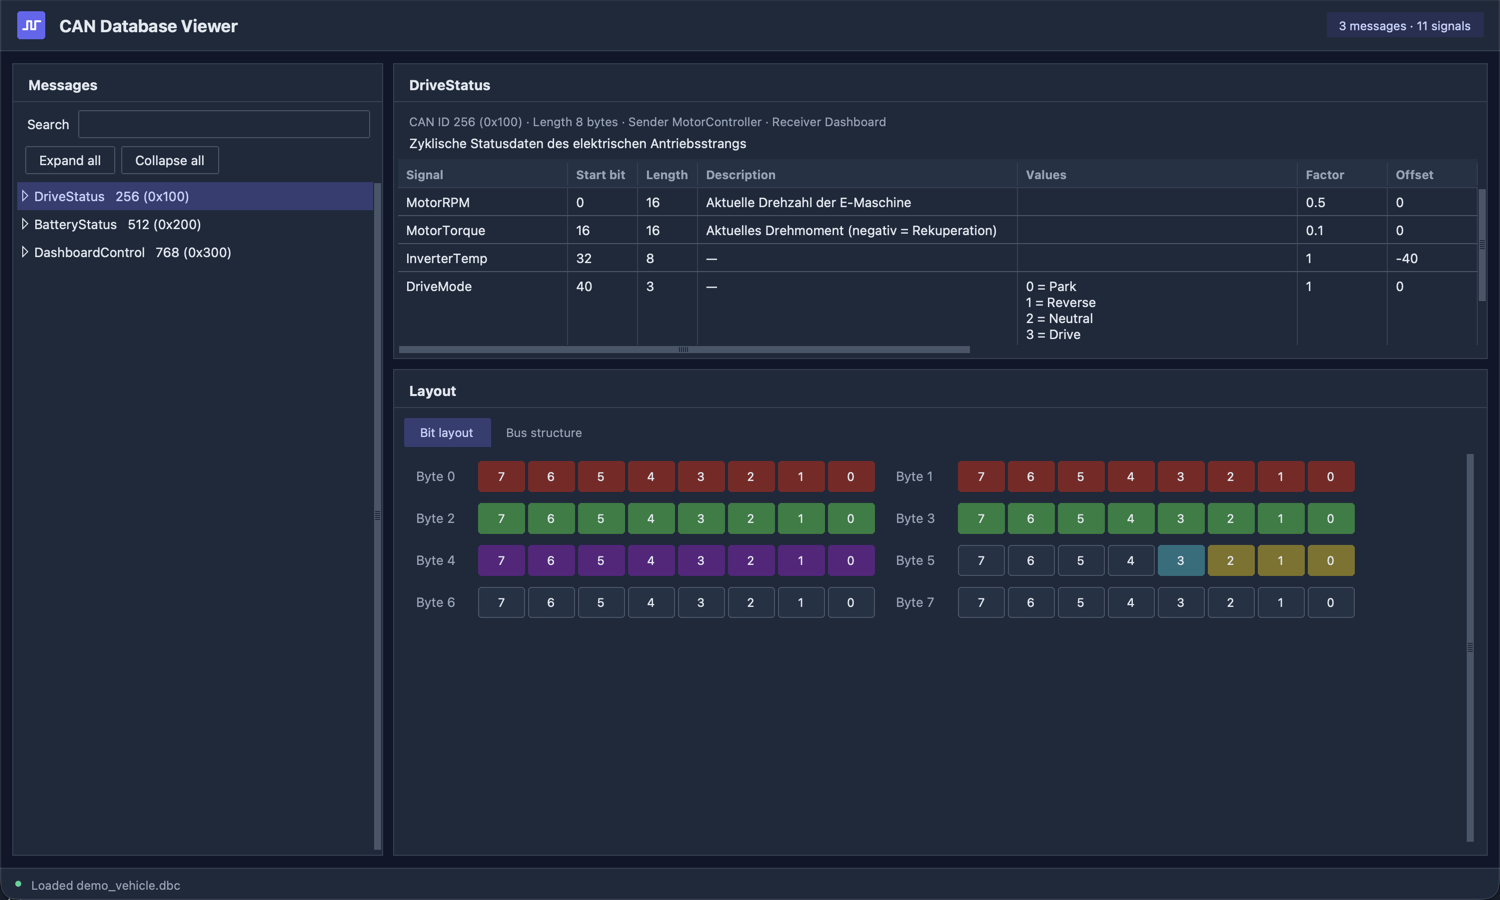 CAN Database Viewer
3 messages · 11 signals
Messages
Search
Expand all
Collapse all
DriveStatus 256 (0x100)
BatteryStatus 512 (0x200)
DashboardControl 768 (0x300)
DriveStatus
CAN ID 256 (0x100) · Length 8 bytes · Sender MotorController · Receiver Dashboard
Zyklische Statusdaten des elektrischen Antriebsstrangs
Signal Start bit Length Description Values Factor Offset
MotorRPM 0 16 Aktuelle Drehzahl der E-Maschine 0.5 0
MotorTorque 16 16 Aktuelles Drehmoment (negativ = Rekuperation) 0.1 0
InverterTemp 32 8 — 1 -40
DriveMode 40 3 — 0 = Park 1 0
1 = Reverse
2 = Neutral
3 = Drive
Layout
Bit layout
Bus structure
Byte 0 7 6 5 4 3 2 1 0 Byte 1 7 6 5 4 3 2 1 0
Byte 2 7 6 5 4 3 2 1 0 Byte 3 7 6 5 4 3 2 1 0
Byte 4 7 6 5 4 3 2 1 0 Byte 5 7 6 5 4 3 2 1 0
Byte 6 7 6 5 4 3 2 1 0 Byte 7 7 6 5 4 3 2 1 0
Loaded demo_vehicle.dbc